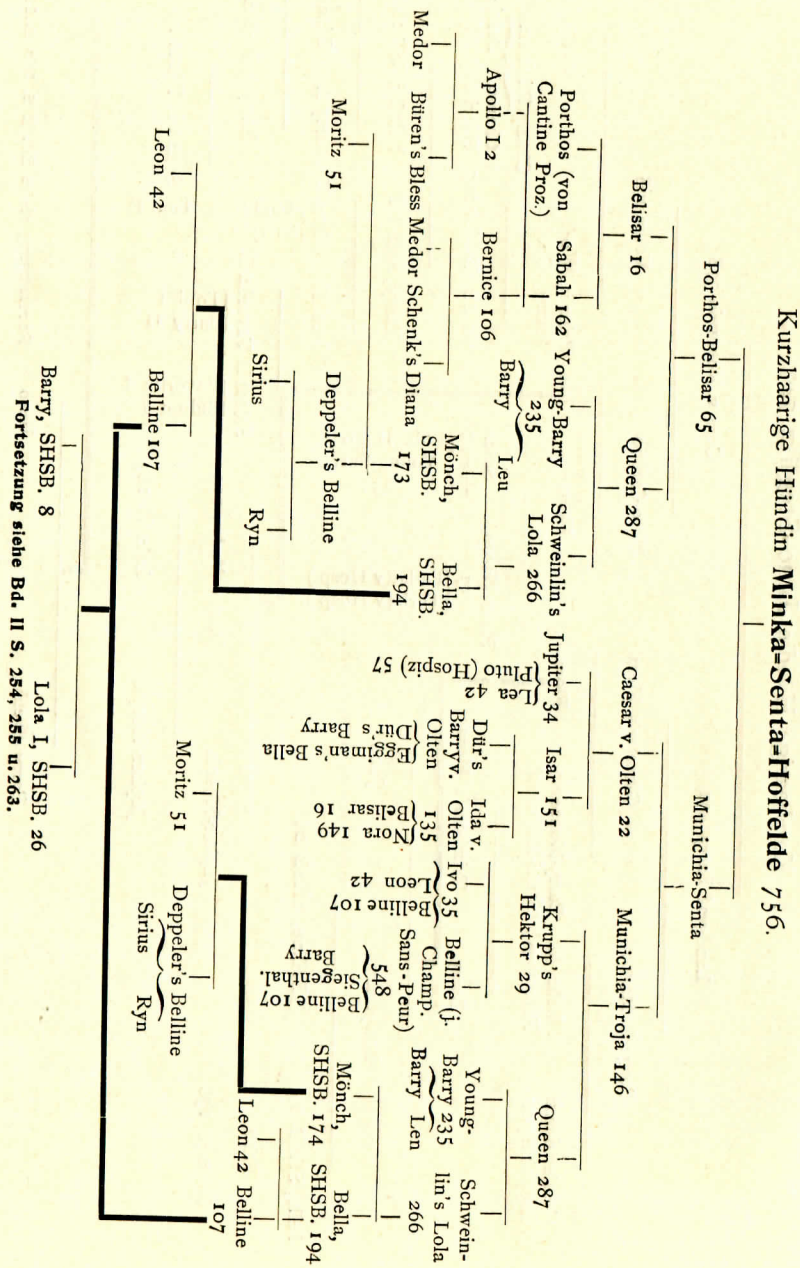 Kurzhaarige Hündin Minka=Senta=Hoffelde 756.
Porthos-Belisar 65
Munichia-Senta
Belisar 16
Queen 287
Caesar v. Olten 22
Munichia-Troja 146
Porthos (von
Cantine Proz.)
Sabah 162
Young-Barry
235
Barry Leu
Schweinlin's
Lola 266
Jupiter 34
Lea 42
Pluto (Hospiz) 57
Isar 151
Krupp's
Hektor 29
Queen 287
Apollo I 2
Bernice 106
Mönch,
SHSB.
173
Bella,
SHSB.
194
Dür's
Barry v.
Olten
Eggiman's Bella
Dür's Barry
Ida v.
Olten
135
Nora 149
Belisar 16
Ivo 35
Belline 107
Leon 42
Belline (j.
Champ.
Sans-Peur)
548
Belline 107
Siegenthal.
Barry
Young-
Barry 235
Barry Len
Schwein-
lin's Lola
266
Medor
Büren's Bless
Medor
Schenk's Diana
Moritz 51
Deppeler's Belline
Mönch,
SHSB. 174
Bella,
SHSB. 194
Sirius
Ryn
Leon 42
Belline
107
Leon 42
Belline 107
Moritz 51
Deppeler's Belline
Sirius Ryn
Barry, SHSB. 8
Lola I, SHSB. 26
Fortsetzung siehe Bd. II S. 254, 255 u. 263.